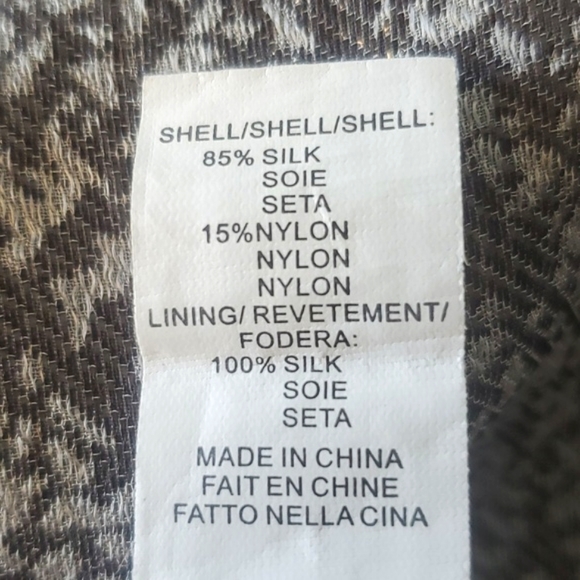 SHELL/SHELL/SHELL:
85% SILK
SOIE
SETA
15%NYLON
NYLON
NYLON
LINING/ REVETEMENT/
FODERA:
100% SILK
SOIE
SETA
MADE IN CHINA
FAIT EN CHINE
FATTO NELLA CINA